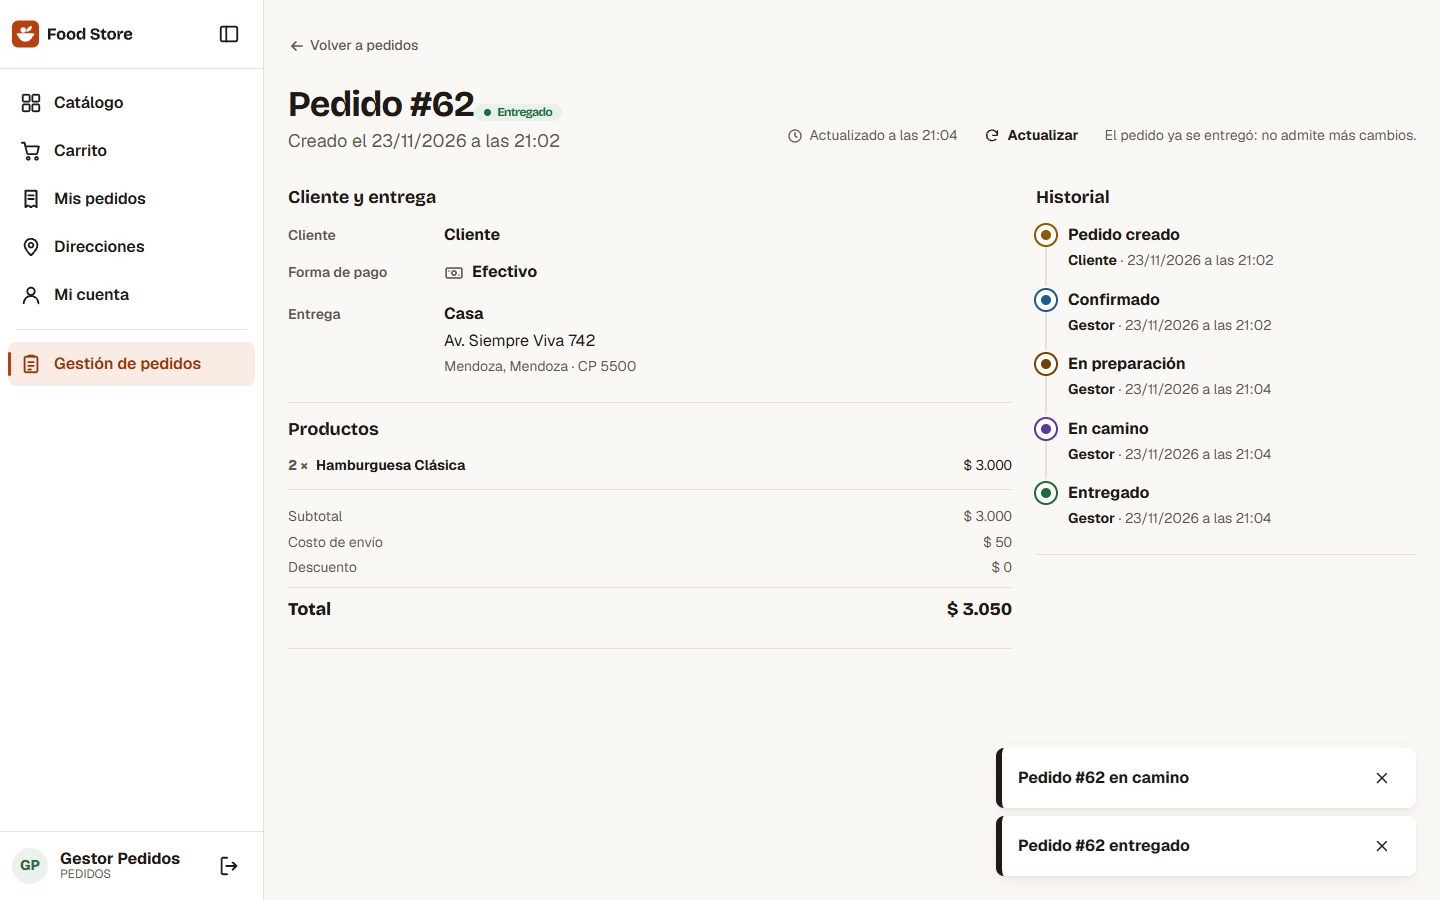 Food Store
Catálogo
Carrito
Mis pedidos
Direcciones
Mi cuenta
Gestión de pedidos
GP
Gestor Pedidos
PEDIDOS
Volver a pedidos
Pedido #62 Entregado
Creado el 23/11/2026 a las 21:02
Actualizado a las 21:04 Actualizar El pedido ya se entregó: no admite más cambios.
Cliente y entrega
Cliente Cliente
Forma de pago Efectivo
Entrega Casa
Av. Siempre Viva 742
Mendoza, Mendoza · CP 5500
Productos
2 × Hamburguesa Clásica $ 3.000
Subtotal $ 3.000
Costo de envío $ 50
Descuento $ 0
Total $ 3.050
Historial
Pedido creado
Cliente · 23/11/2026 a las 21:02
Confirmado
Gestor · 23/11/2026 a las 21:02
En preparación
Gestor · 23/11/2026 a las 21:04
En camino
Gestor · 23/11/2026 a las 21:04
Entregado
Gestor · 23/11/2026 a las 21:04
Pedido #62 en camino
Pedido #62 entregado